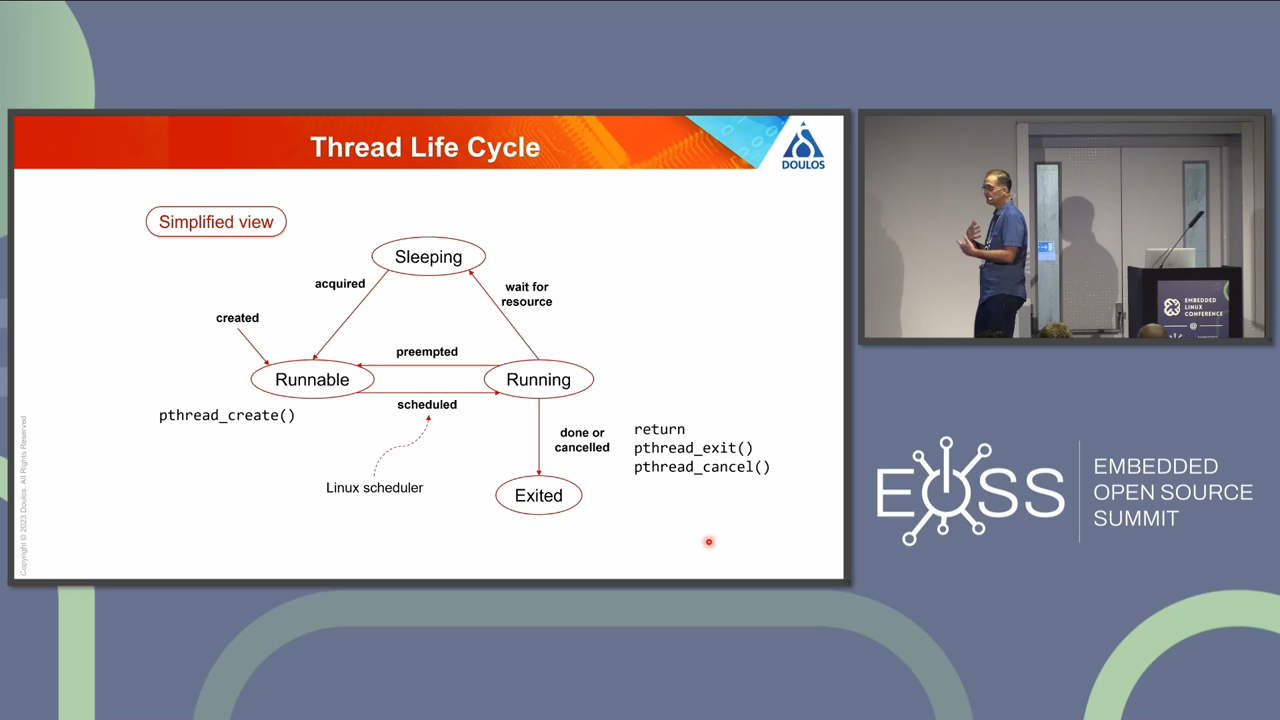 Thread Life Cycle
DOULOS
Simplified view
Sleeping
acquired
wait for
resource
created
preempted
Runnable
Running
scheduled
pthread_create()
done or
cancelled
return
pthread_exit()
pthread_cancel()
Linux scheduler
Exited
Copyright © 2023 Doulos. All Rights Reserved
EMBEDDED
LINUX
CONFERENCE
@
EOSS
EMBEDDED
OPEN SOURCE
SUMMIT